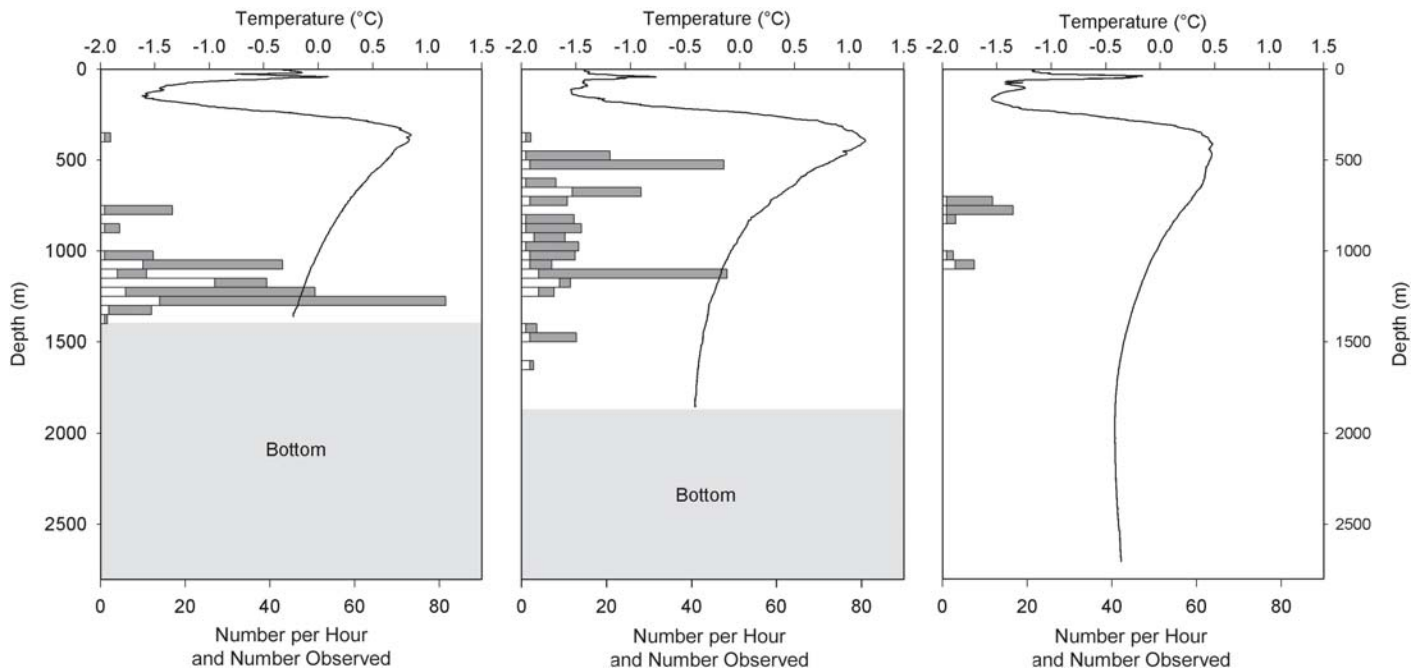 Temperature (°C)
-2.0 -1.5 -1.0 -0.5 0.0 0.5 1.0 1.5
Temperature (°C)
-2.0 -1.5 -1.0 -0.5 0.0 0.5 1.0 1.5
Temperature (°C)
-2.0 -1.5 -1.0 -0.5 0.0 0.5 1.0 1.5
Depth (m)
0
500
1000
1500
2000
2500
Bottom
Bottom
0
500
1000
1500
2000
2500
Depth (m)
0 20 40 60 80
Number per Hour
and Number Observed
0 20 40 60 80
Number per Hour
and Number Observed
0 20 40 60 80
Number per Hour
and Number Observed